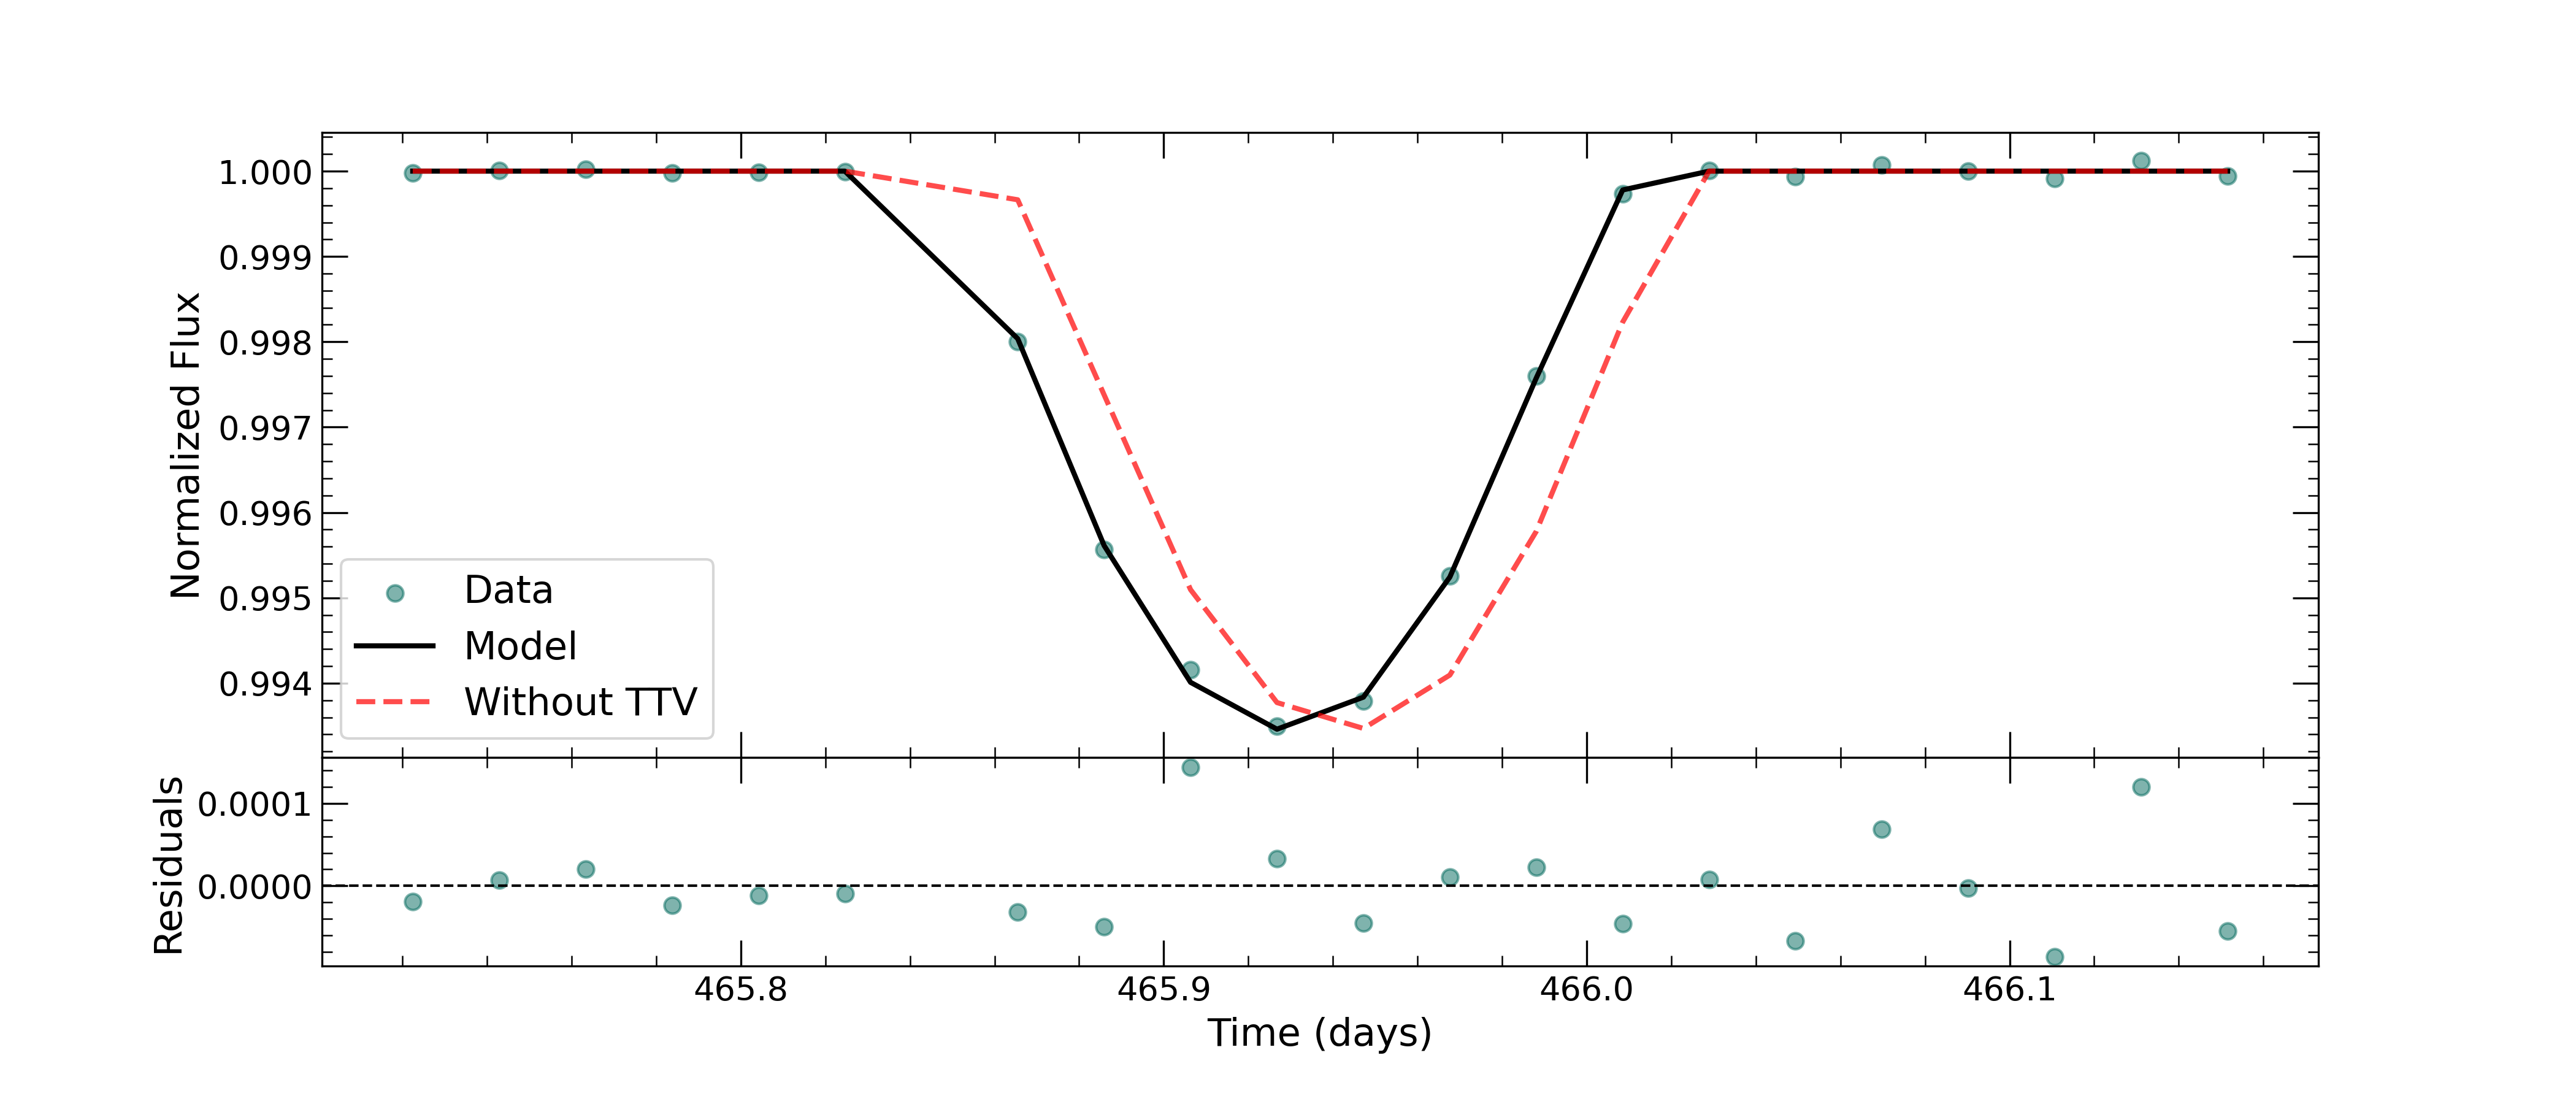 1.000
0.999
0.998
0.997
0.996
0.995
0.994
Normalized Flux
Data
Model
Without TTV
0.0001
0.0000
Residuals
465.8 465.9 466.0 466.1
Time (days)